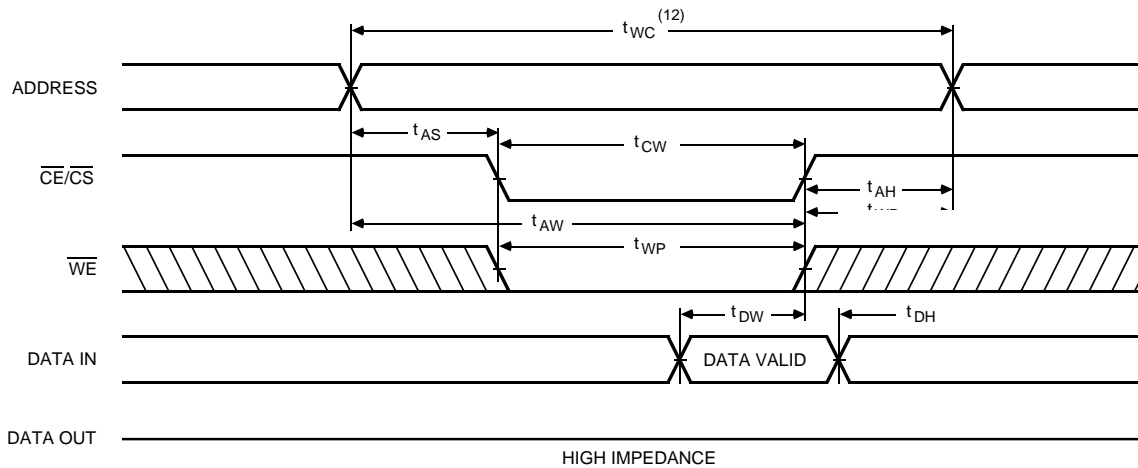 tWC(12)
ADDRESS
tAS
tCW
CE/CS
tAH
tAW
tWP
WE
tDW
tDH
DATA IN
DATA VALID
DATA OUT
HIGH IMPEDANCE